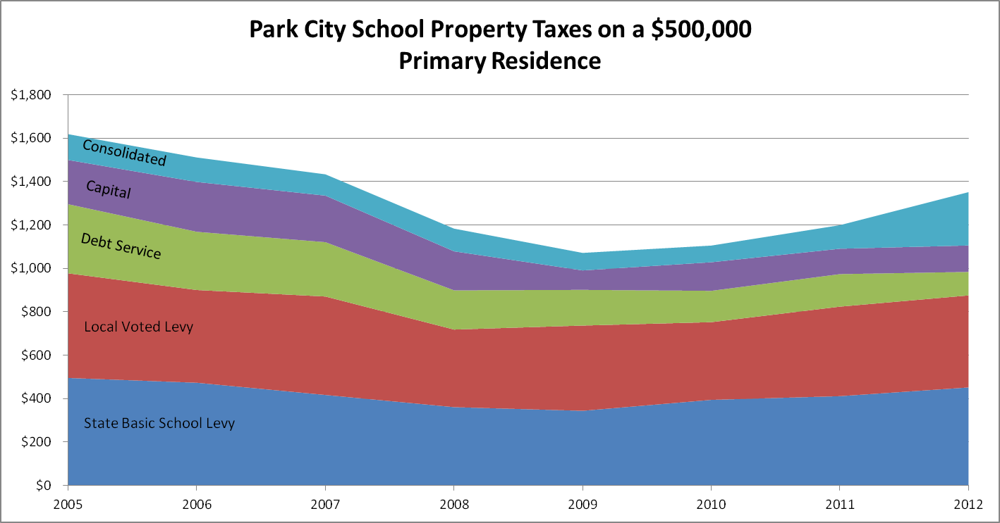 Park City School Property Taxes on a $500,000
Primary Residence
$1,800
$1,600
$1,400
$1,200
$1,000
$800
$600
$400
$200
$0
Consolidated
Capital
Debt Service
Local Voted Levy
State Basic School Levy
2005 2006 2007 2008 2009 2010 2011 2012